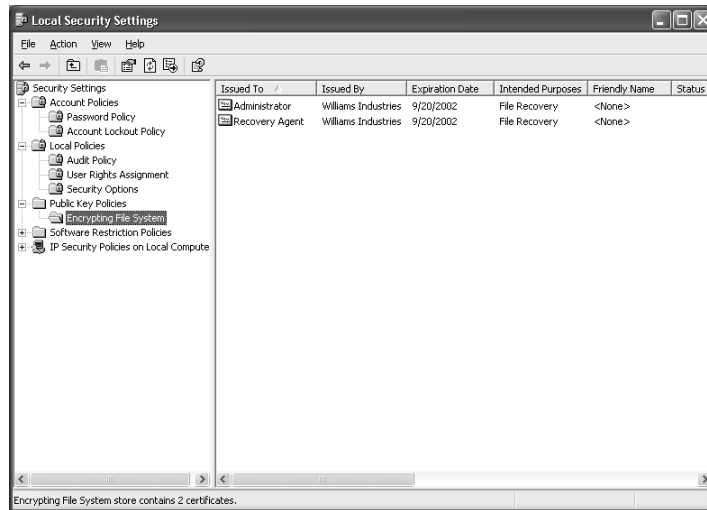 Local Security Settings
File Action View Help
Security Settings
Account Policies
Password Policy
Account Lockout Policy
Local Policies
Audit Policy
User Rights Assignment
Security Options
Public Key Policies
Encrypting File System
Software Restriction Policies
IP Security Policies on Local Compute
Issued To Issued By Expiration Date Intended Purposes Friendly Name Status
Administrator Williams Industries 9/20/2002 File Recovery <None>
Recovery Agent Williams Industries 9/20/2002 File Recovery <None>
Encrypting File System store contains 2 certificates.